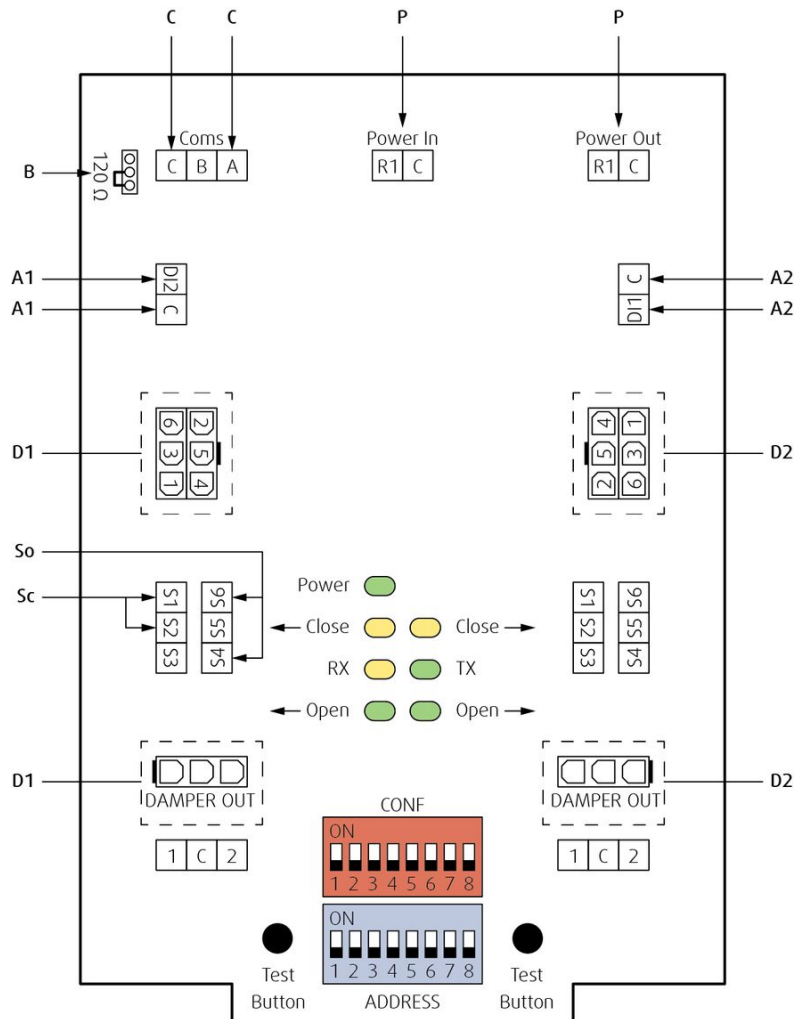 C C P P
Coms Power In Power Out
B 120 Ω C B A R1 C R1 C
A1 DI2 C A2
A1 C DI1 A2
6 2 4 1
D1 3 5 5 3 D2
1 4 2 6
So
Power
Sc S1 S6 S1 S6
S2 S5 Close Close S2 S5
S3 S4 RX TX S3 S4
Open Open
D1 D2
DAMPER OUT DAMPER OUT
CONF
1 C 2 ON 1 C 2
1 2 3 4 5 6 7 8
ON
1 2 3 4 5 6 7 8
Test Test
Button ADDRESS Button